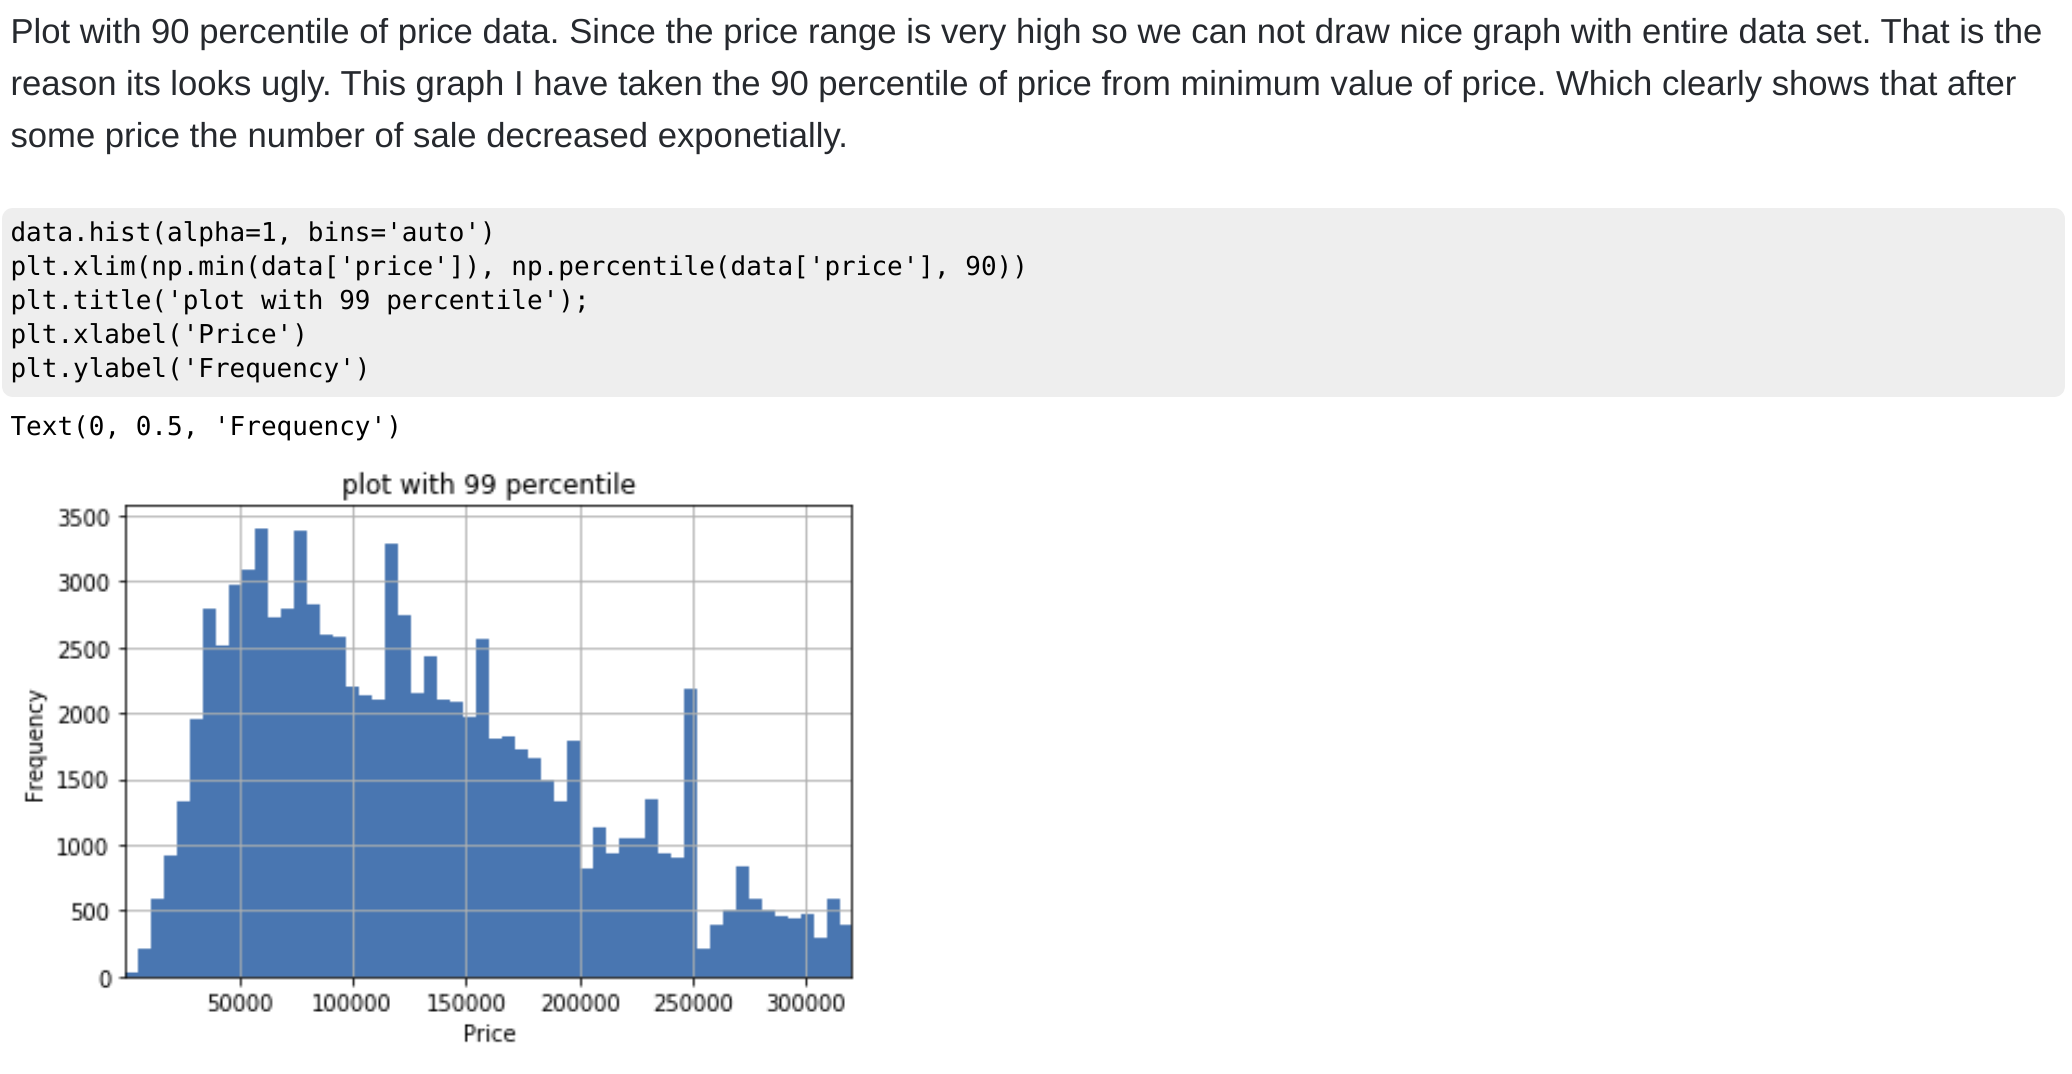 Plot with 90 percentile of price data. Since the price range is very high so we can not draw nice graph with entire data set. That is the
reason its looks ugly. This graph I have taken the 90 percentile of price from minimum value of price. Which clearly shows that after
some price the number of sale decreased exponetially.
data.hist(alpha=1, bins='auto')
plt.xlim(np.min(data['price']), np.percentile(data['price'], 90))
plt.title('plot with 99 percentile');
plt.xlabel('Price')
plt.ylabel('Frequency')
Text(0, 0.5, 'Frequency')
plot with 99 percentile
3500
3000
2500
2000
1500
1000
500
0
Frequency
50000 100000 150000 200000 250000 300000
Price